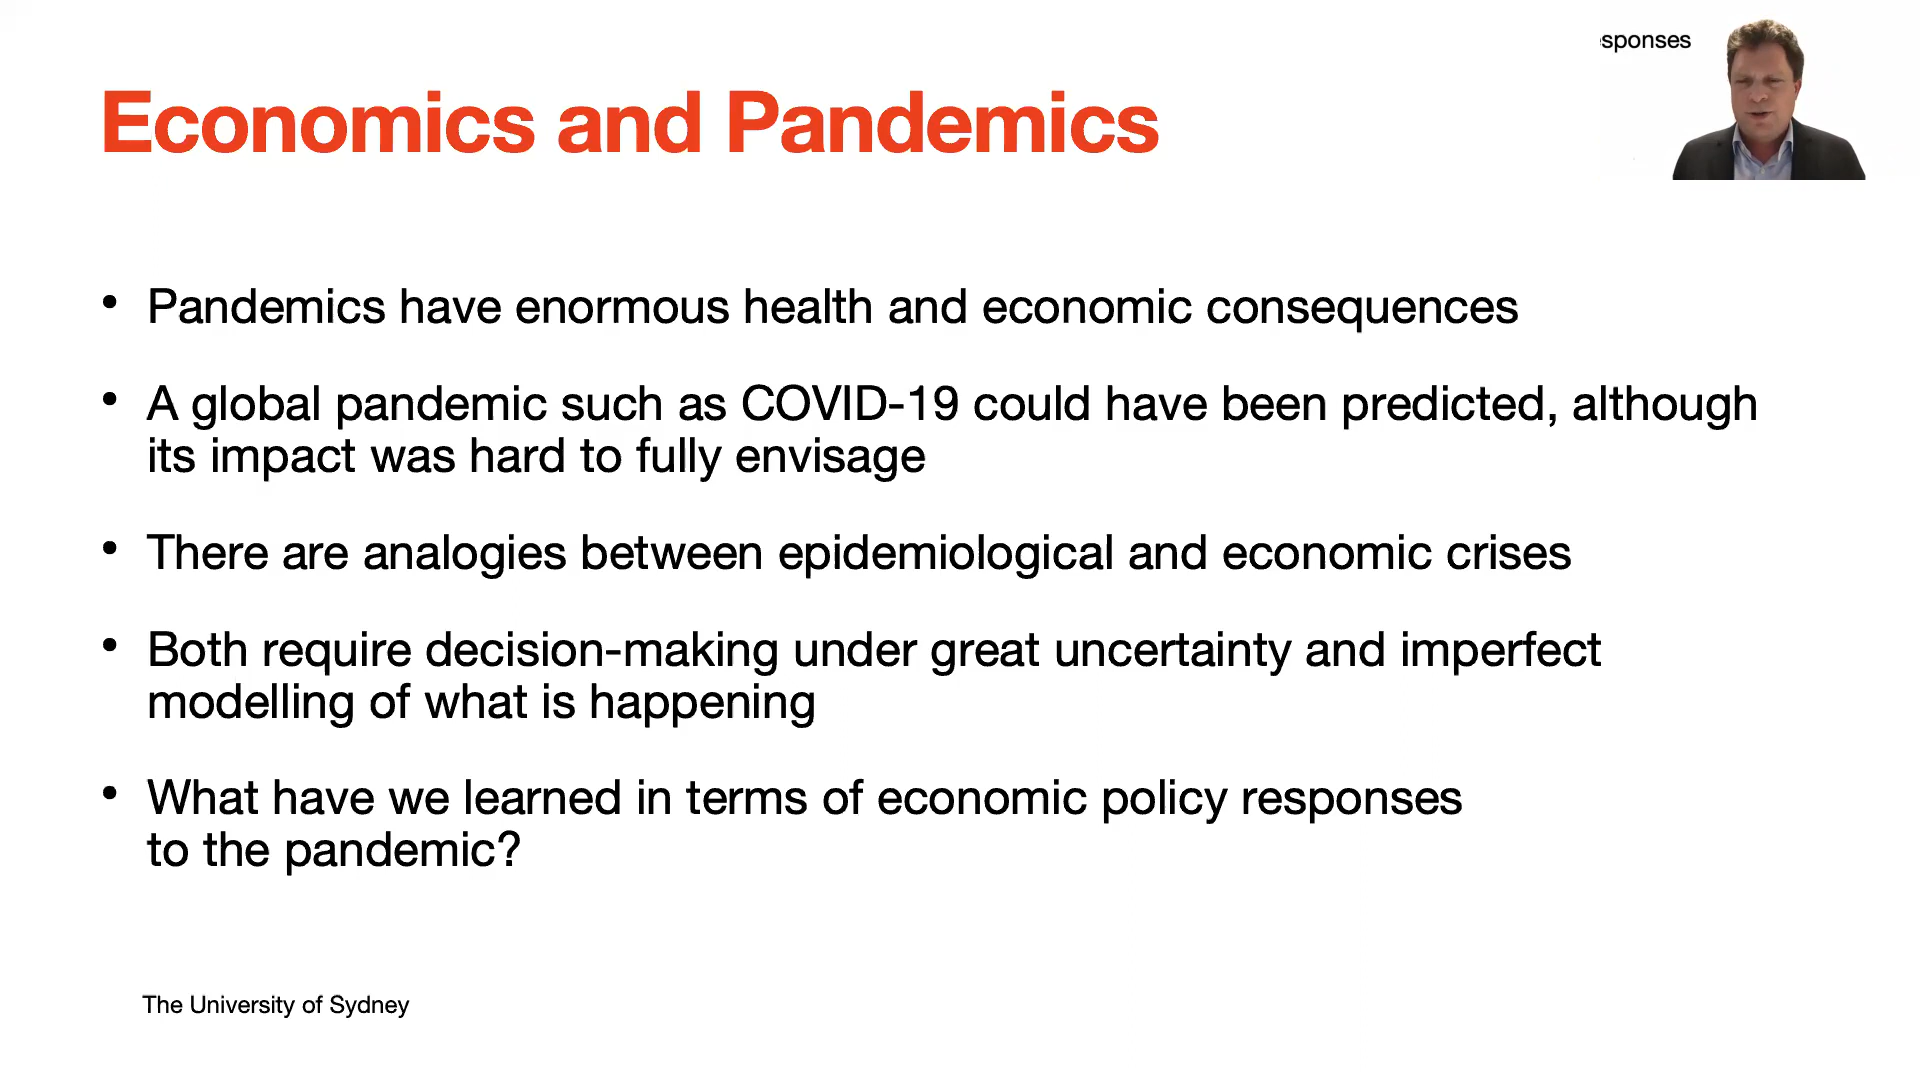 Economics and Pandemics
• Pandemics have enormous health and economic consequences
• A global pandemic such as COVID-19 could have been predicted, although
its impact was hard to fully envisage
• There are analogies between epidemiological and economic crises
• Both require decision-making under great uncertainty and imperfect
modelling of what is happening
• What have we learned in terms of economic policy responses
to the pandemic?
The University of Sydney